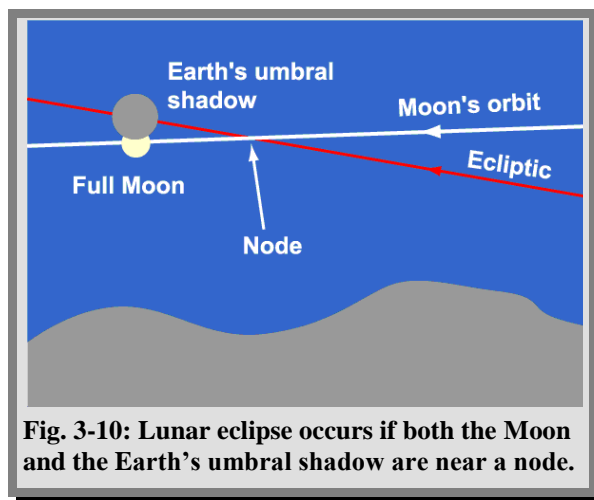 Earth's umbral
shadow
Moon's orbit
Ecliptic
Full Moon
Node
Fig. 3-10: Lunar eclipse occurs if both the Moon
and the Earth’s umbral shadow are near a node.